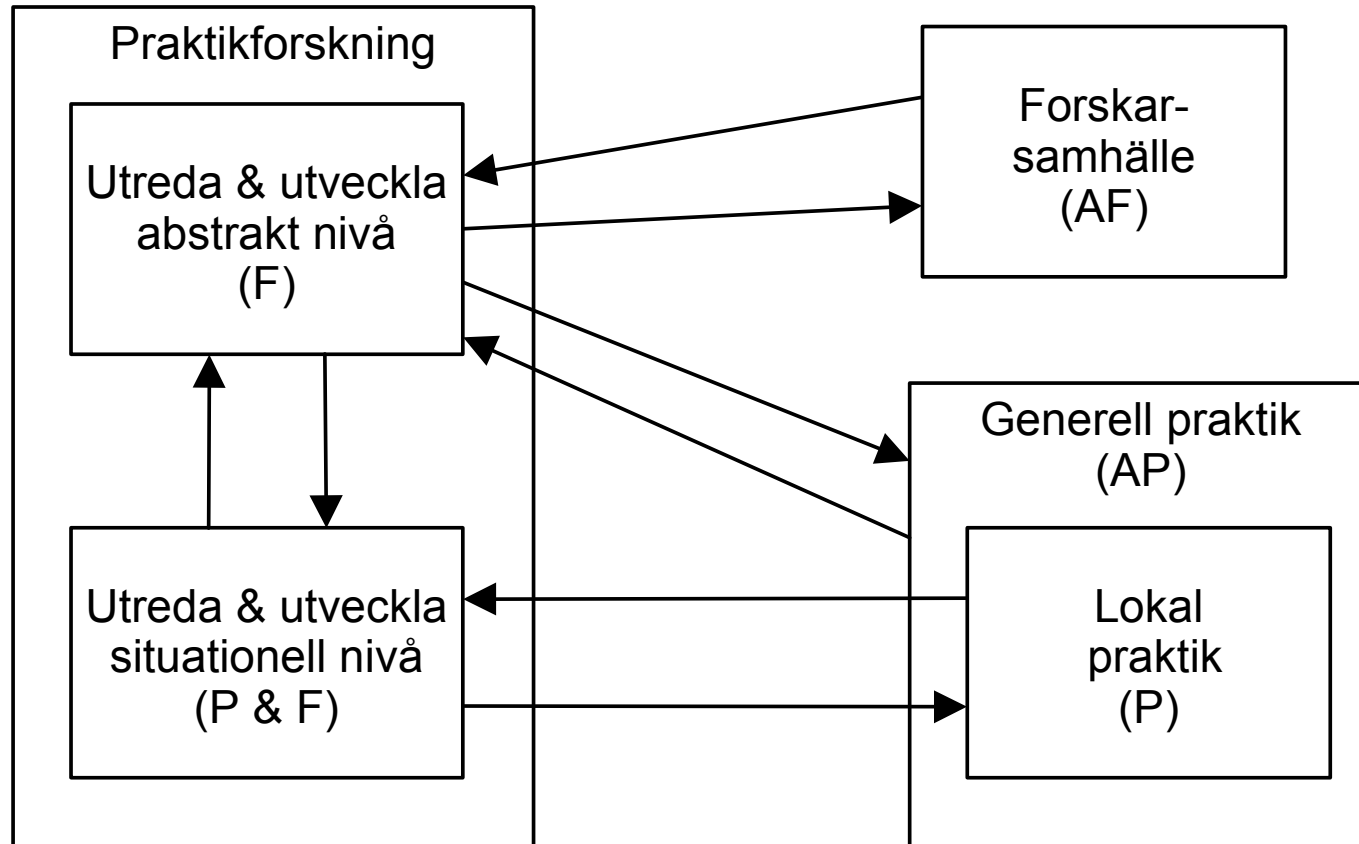 Praktikforskning
Utreda & utveckla
abstrakt nivå
(F)
Forskar-
samhälle
(AF)
Generell praktik
(AP)
Utreda & utveckla
situationell nivå
(P & F)
Lokal
praktik
(P)